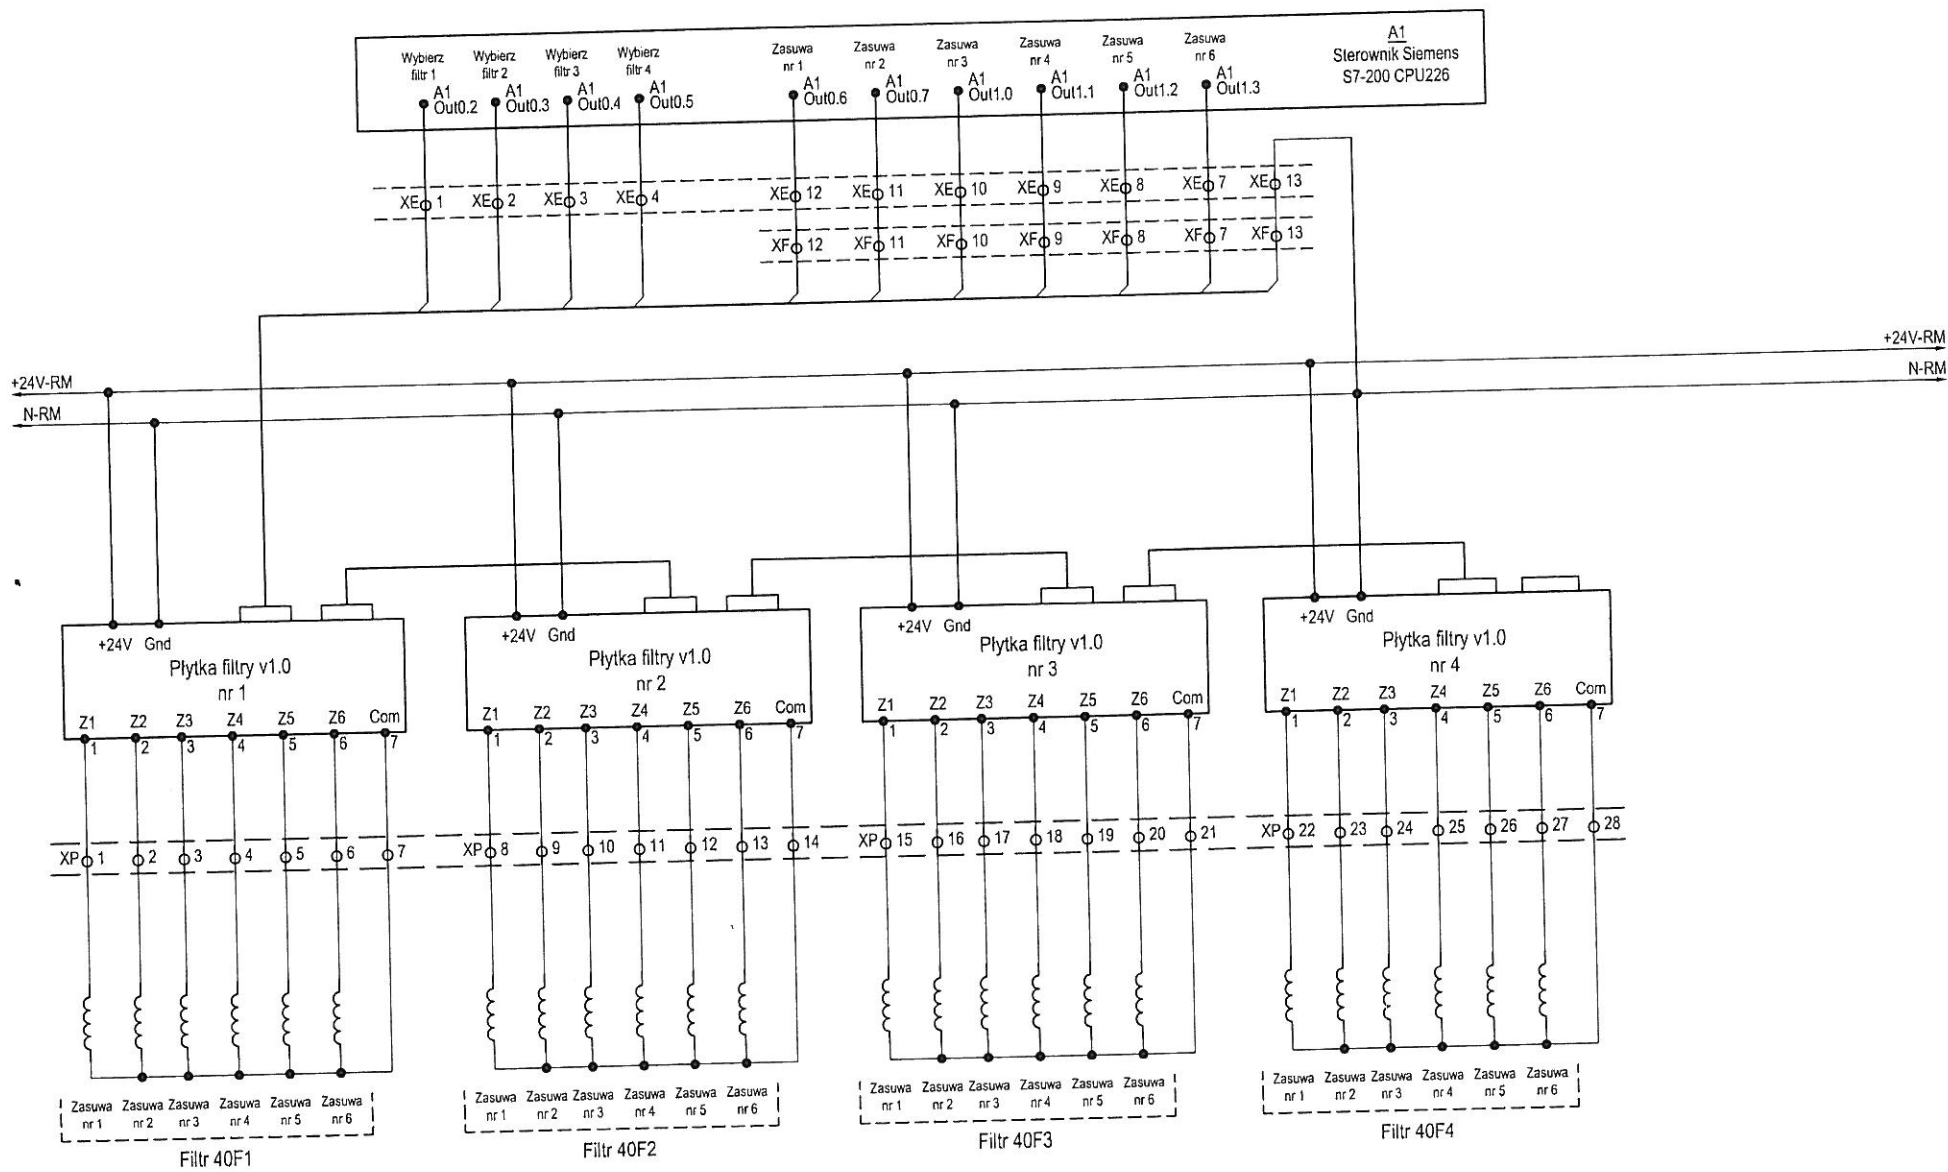 Wybierz filtr 1
Wybierz filtr 2
Wybierz filtr 3
Wybierz filtr 4
Zasuwa nr 1
Zasuwa nr 2
Zasuwa nr 3
Zasuwa nr 4
Zasuwa nr 5
Zasuwa nr 6
A1
Sterownik Siemens
S7-200 CPU226
A1 Out0.2
A1 Out0.3
A1 Out0.4
A1 Out0.5
A1 Out0.6
A1 Out0.7
A1 Out1.0
A1 Out1.1
A1 Out1.2
A1 Out1.3
XE 1 XE 2 XE 3 XE 4 XE 12 XE 11 XE 10 XE 9 XE 8 XE 7 XE 13
XF 12 XF 11 XF 10 XF 9 XF 8 XF 7 XF 13
+24V-RM +24V-RM
N-RM N-RM
+24V Gnd
Płytka filtry v1.0
nr 1
Z1 Z2 Z3 Z4 Z5 Z6 Com
1 2 3 4 5 6 7
+24V Gnd
Płytka filtry v1.0
nr 2
Z1 Z2 Z3 Z4 Z5 Z6 Com
1 2 3 4 5 6 7
+24V Gnd
Płytka filtry v1.0
nr 3
Z1 Z2 Z3 Z4 Z5 Z6 Com
1 2 3 4 5 6 7
+24V Gnd
Płytka filtry v1.0
nr 4
Z1 Z2 Z3 Z4 Z5 Z6 Com
1 2 3 4 5 6 7
XP 1 2 3 4 5 6 7
XP 8 9 10 11 12 13 14
XP 15 16 17 18 19 20 21
XP 22 23 24 25 26 27 28
Zasuwa Zasuwa Zasuwa Zasuwa Zasuwa Zasuwa
nr 1 nr 2 nr 3 nr 4 nr 5 nr 6
Filtr 40F1
Zasuwa Zasuwa Zasuwa Zasuwa Zasuwa Zasuwa
nr 1 nr 2 nr 3 nr 4 nr 5 nr 6
Filtr 40F2
Zasuwa Zasuwa Zasuwa Zasuwa Zasuwa Zasuwa
nr 1 nr 2 nr 3 nr 4 nr 5 nr 6
Filtr 40F3
Zasuwa Zasuwa Zasuwa Zasuwa Zasuwa Zasuwa
nr 1 nr 2 nr 3 nr 4 nr 5 nr 6
Filtr 40F4